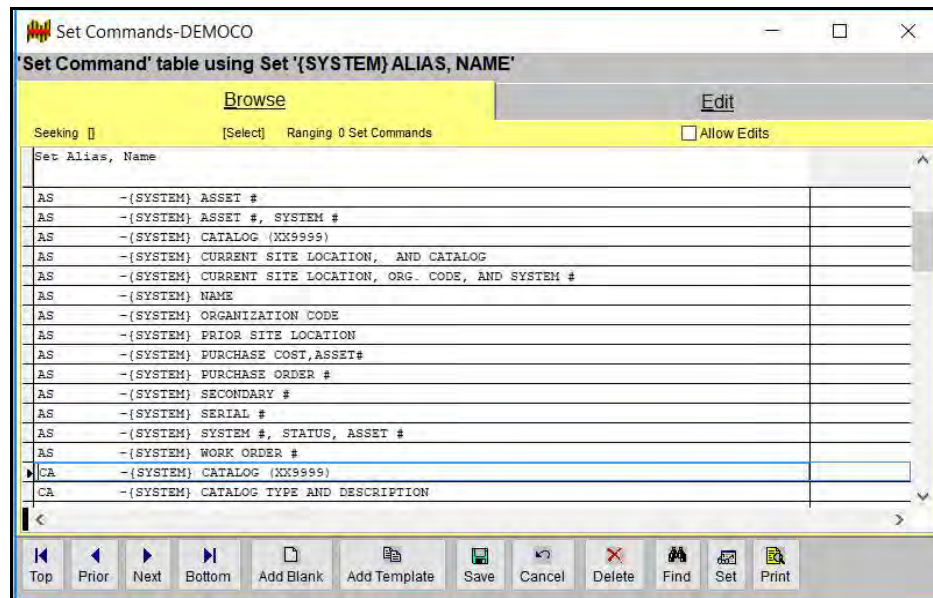 Set Commands-DEMOCO
'Set Command' table using Set '{SYSTEM} ALIAS, NAME'
Browse Edit
Seeking [] [Select] Ranging 0 Set Commands Allow Edits
Set Alias, Name
AS -{SYSTEM} ASSET #
AS -{SYSTEM} ASSET #, SYSTEM #
AS -{SYSTEM} CATALOG (XX9999)
AS -{SYSTEM} CURRENT SITE LOCATION, AND CATALOG
AS -{SYSTEM} CURRENT SITE LOCATION, ORG. CODE, AND SYSTEM #
AS -{SYSTEM} NAME
AS -{SYSTEM} ORGANIZATION CODE
AS -{SYSTEM} PRIOR SITE LOCATION
AS -{SYSTEM} PURCHASE COST,ASSET#
AS -{SYSTEM} PURCHASE ORDER #
AS -{SYSTEM} SECONDARY #
AS -{SYSTEM} SERIAL #
AS -{SYSTEM} SYSTEM #, STATUS, ASSET #
AS -{SYSTEM} WORK ORDER #
CA -{SYSTEM} CATALOG (XX9999)
CA -{SYSTEM} CATALOG TYPE AND DESCRIPTION
Top Prior Next Bottom Add Blank Add Template Save Cancel Delete Find Set Print